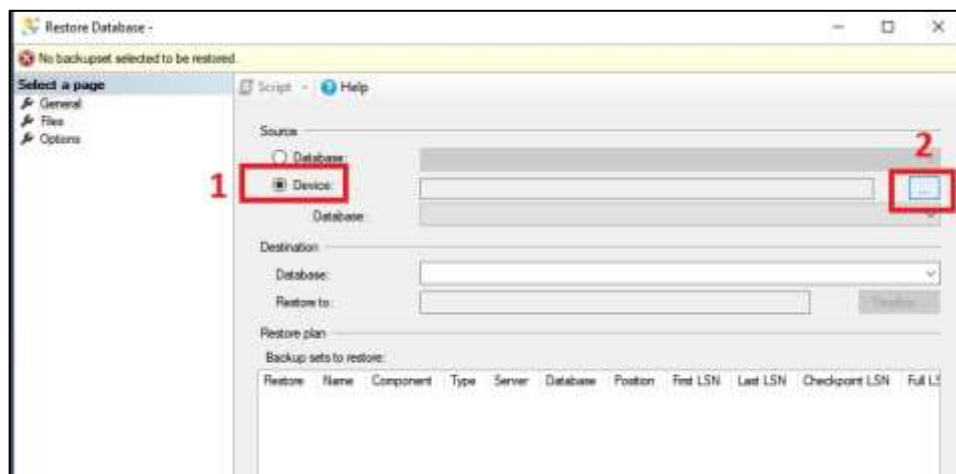 Restore Database -
No backupset selected to be restored.
Select a page
General
Files
Options
Script
Help
Source
Database:
2
1
Device:
...
Database:
Destination
Database:
Restore to:
Timeline...
Restore plan
Backup sets to restore:
Restore Name Component Type Server Database Position First LSN Last LSN Checkpoint LSN Full LS